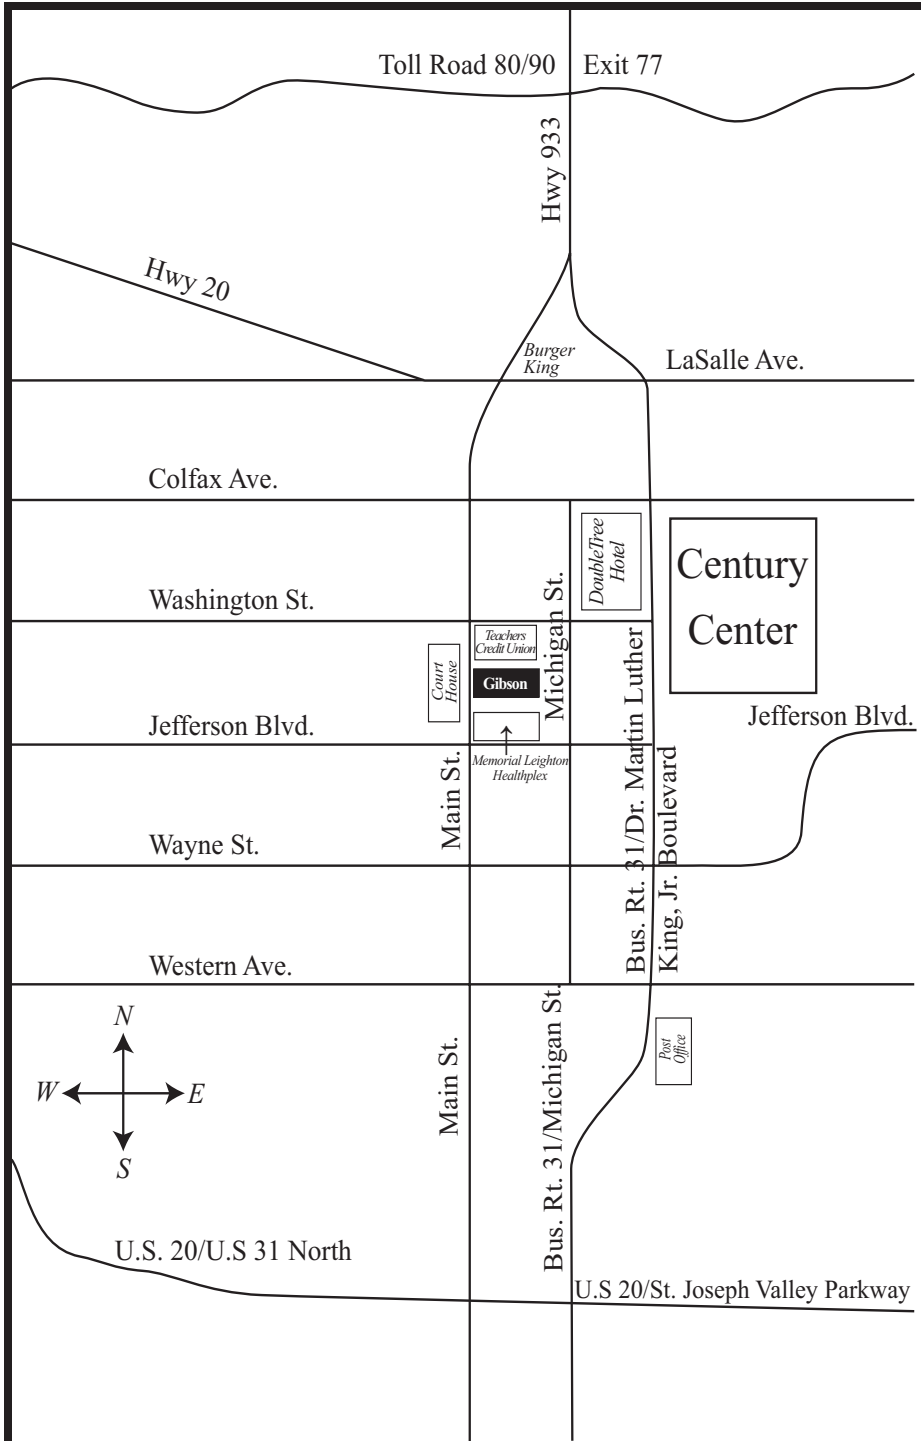 Toll Road 80/90
Exit 77
Hwy 933
Hwy 20
Burger
King
LaSalle Ave.
Colfax Ave.
DoubleTree
Hotel
Century
Center
Washington St.
Michigan St.
Teachers
Credit Union
Court
House
Gibson
Jefferson Blvd.
Jefferson Blvd.
Memorial Leighton
Healthplex
Main St.
Bus. Rt. 31/Dr. Martin Luther
King, Jr. Boulevard
Wayne St.
Western Ave.
N
W
E
S
Main St.
Bus. Rt. 31/Michigan St.
Post
Office
U.S. 20/U.S 31 North
U.S 20/St. Joseph Valley Parkway